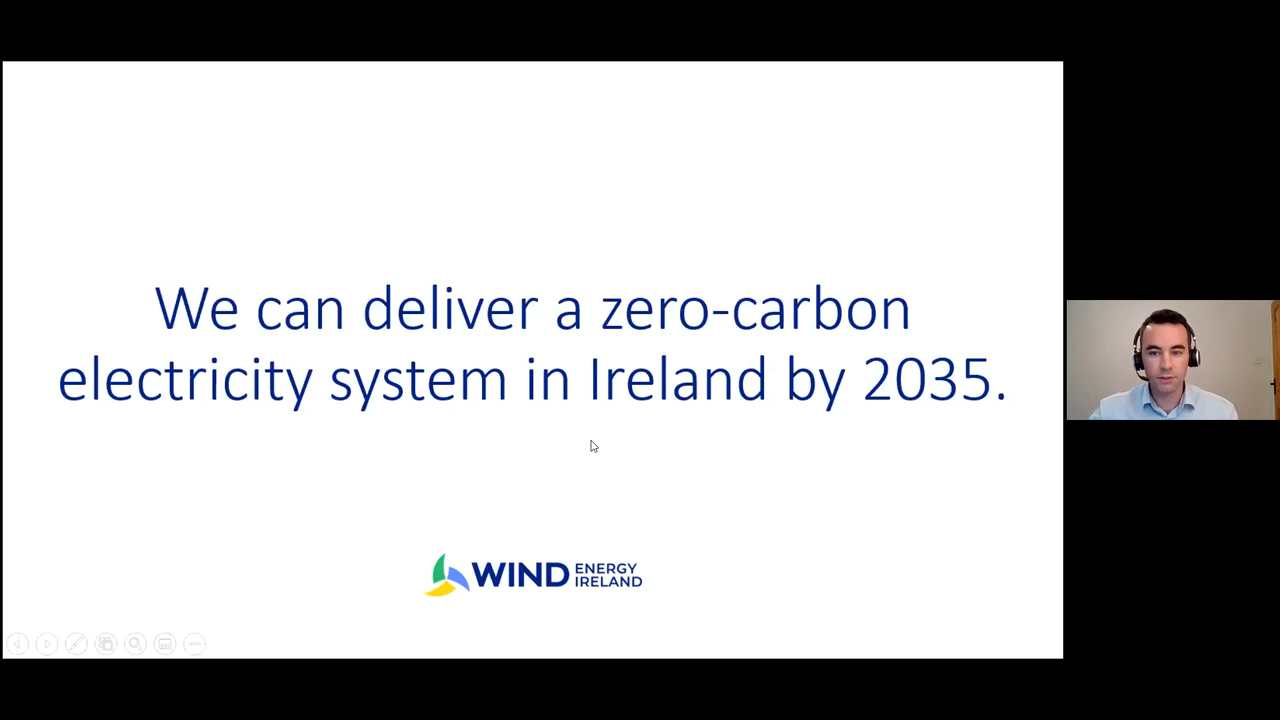 We can deliver a zero-carbon
electricity system in Ireland by 2035.
WIND ENERGY
IRELAND